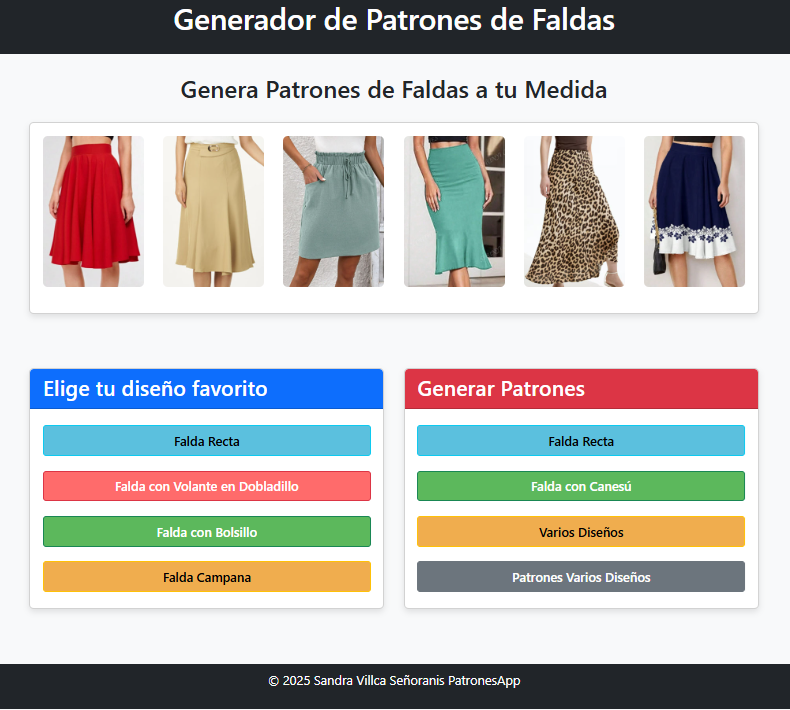 Generador de Patrones de Faldas
Genera Patrones de Faldas a tu Medida
Elige tu diseño favorito
Falda Recta
Falda con Volante en Dobladillo
Falda con Bolsillo
Falda Campana
Generar Patrones
Falda Recta
Falda con Canesú
Varios Diseños
Patrones Varios Diseños
© 2025 Sandra Villca Señoranis PatronesApp